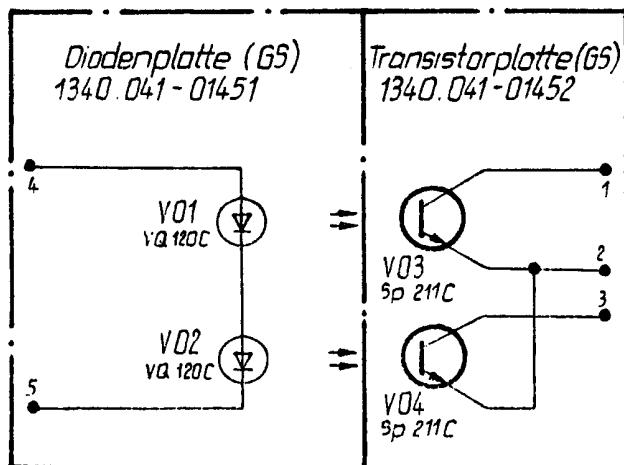 Diodenplatte (GS)
1340.041-01451
4
V01
VQ 120C
V02
VQ 120C
5
Transistorplatte(GS)
1340.041-01452
1
V03
Sp 211C
2
3
V04
Sp 211C